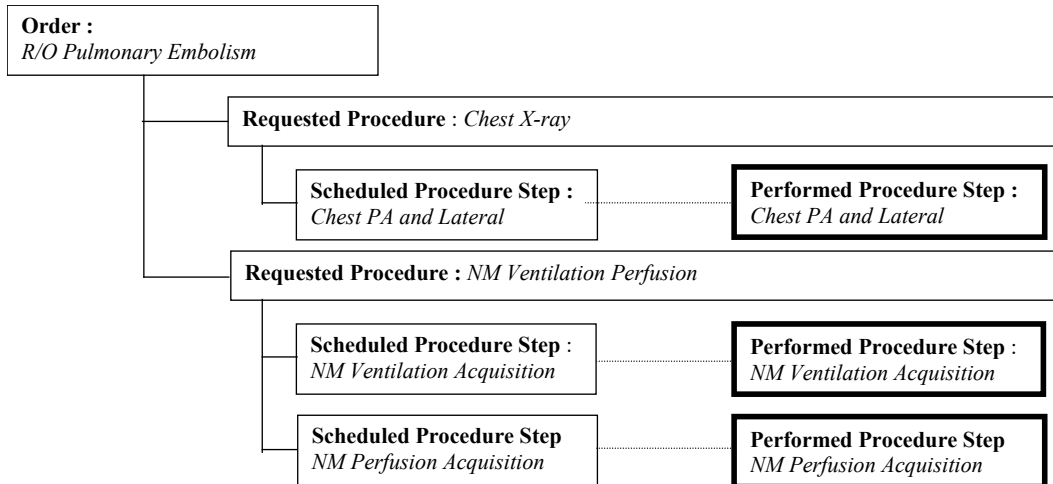 Order :
R/O Pulmonary Embolism
Requested Procedure : Chest X-ray
Scheduled Procedure Step :
Chest PA and Lateral
Performed Procedure Step :
Chest PA and Lateral
Requested Procedure : NM Ventilation Perfusion
Scheduled Procedure Step :
NM Ventilation Acquisition
Performed Procedure Step :
NM Ventilation Acquisition
Scheduled Procedure Step
NM Perfusion Acquisition
Performed Procedure Step
NM Perfusion Acquisition